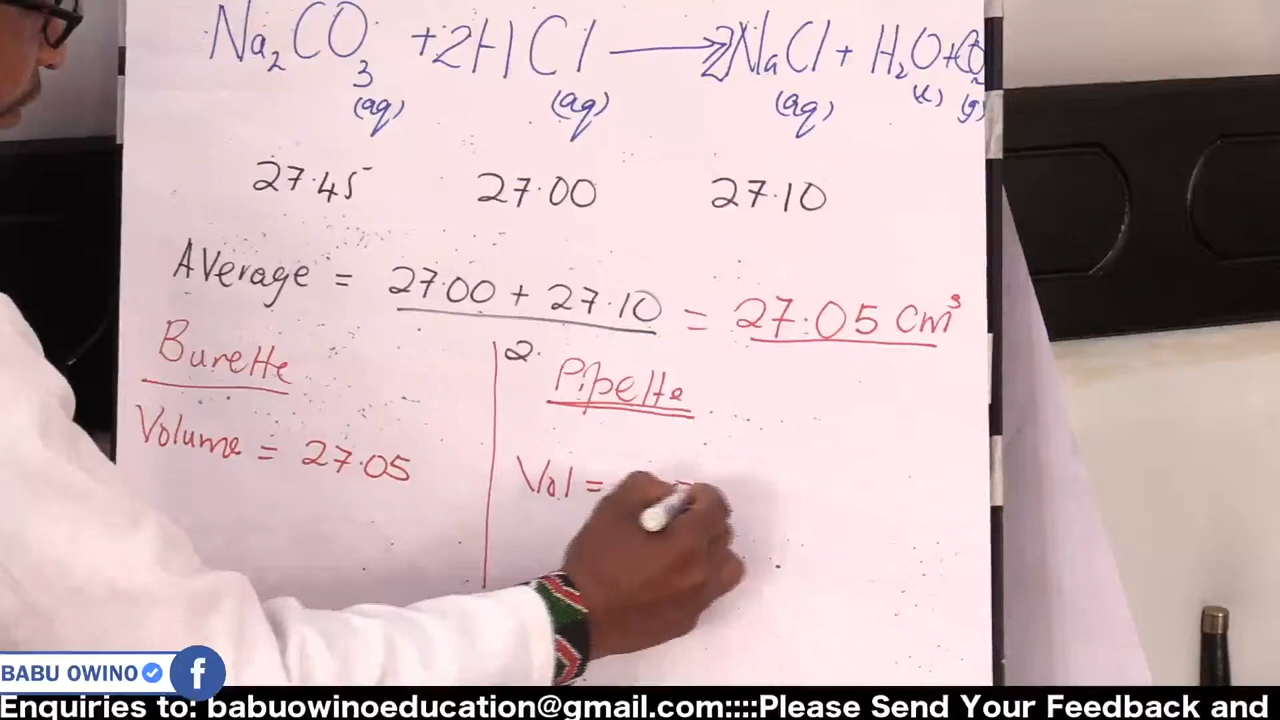 Na₂CO₃(aq) + 2HCl(aq) → 2NaCl(aq) + H₂O(l) + CO₂(g)
27.45 27.00 27.10
Average = 27.00 + 27.10 = 27.05 cm³
Burette
2. Pipette
Volume = 27.05
Vol =
BABU OWINO
Enquiries to: babuowinoeducation@gmail.com::::Please Send Your Feedback and